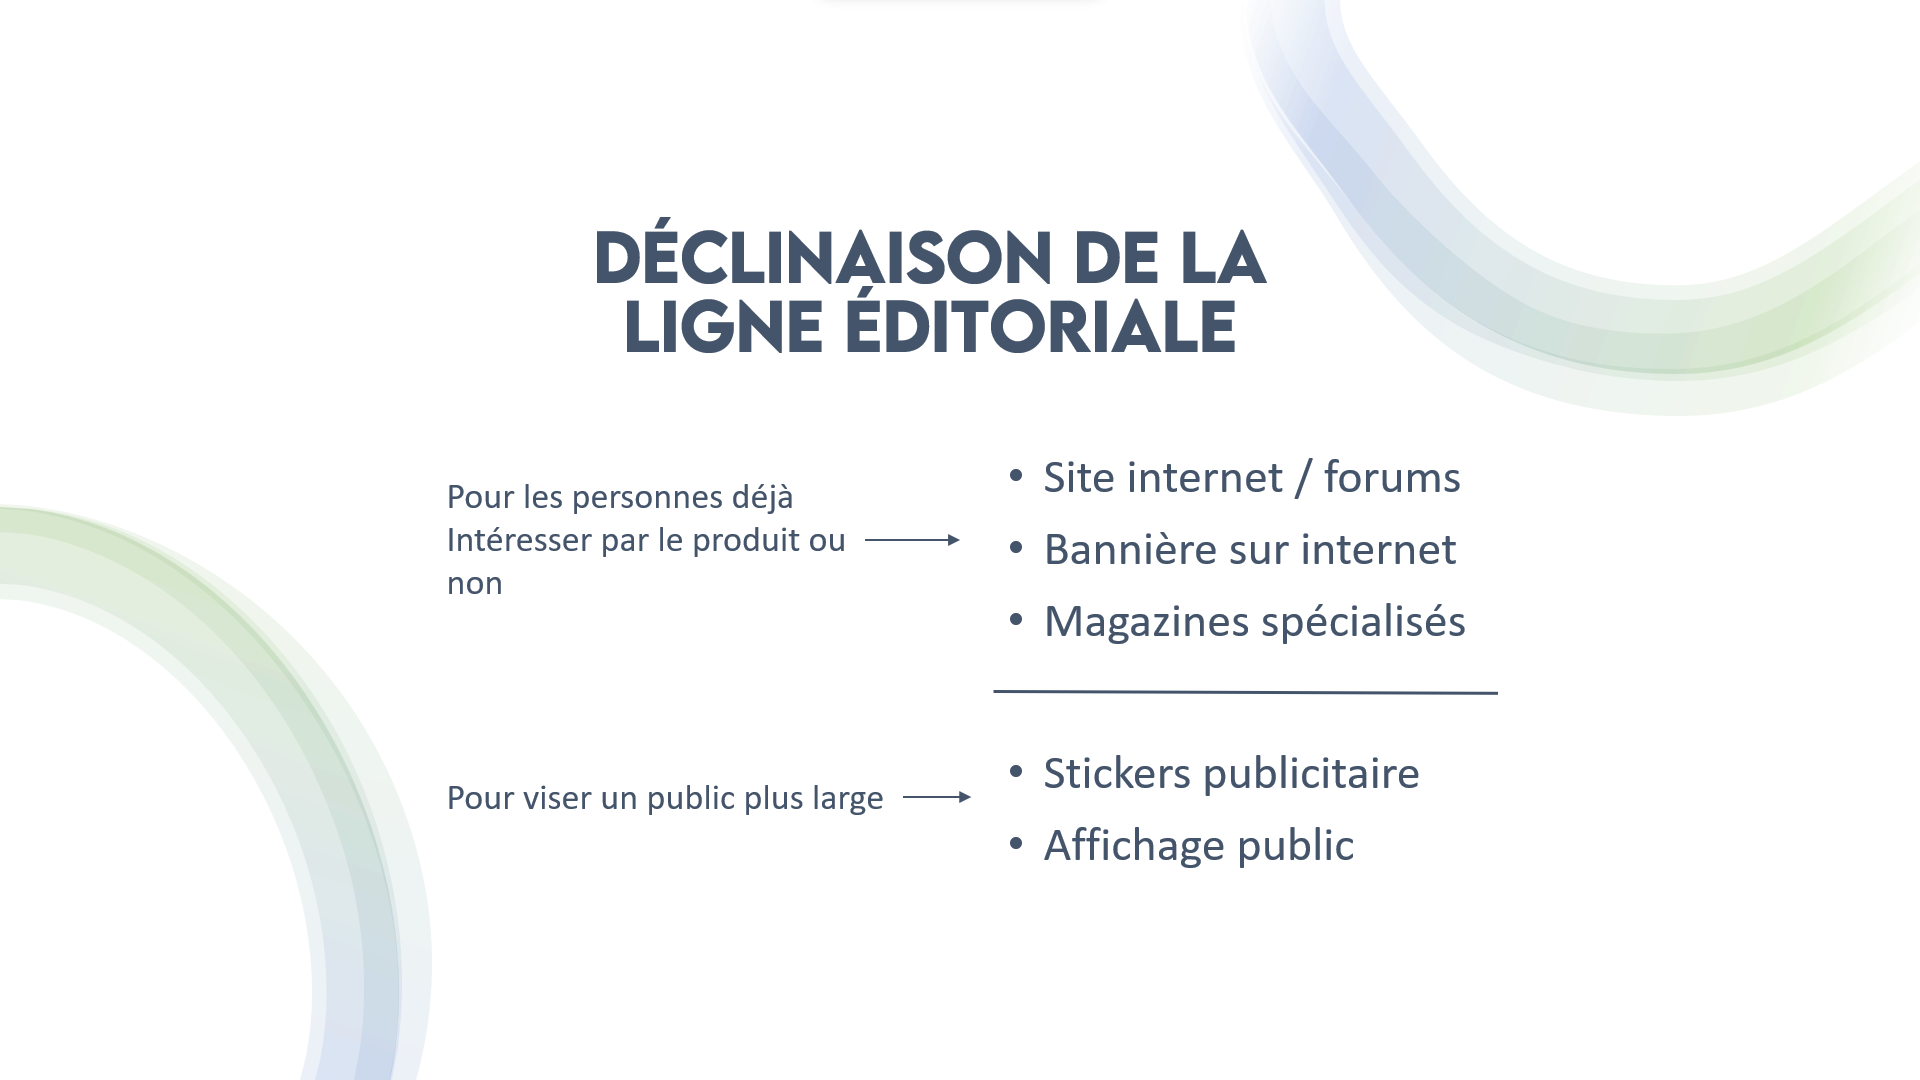 DÉCLINAISON DE LA
LIGNE ÉDITORIALE
Pour les personnes déjà
Intéresser par le produit ou
non
• Site internet / forums
• Bannière sur internet
• Magazines spécialisés
Pour viser un public plus large
• Stickers publicitaire
• Affichage public